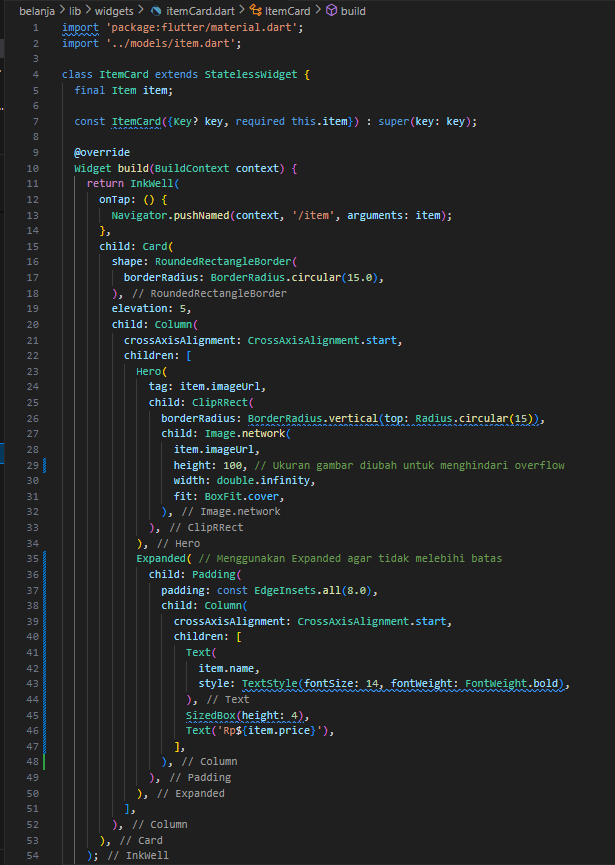 belanja > lib > widgets > itemCard.dart > ItemCard > build
1 import 'package:flutter/material.dart';
2 import '../models/item.dart';
3
4 class ItemCard extends StatelessWidget {
5   final Item item;
6
7   const ItemCard({Key? key, required this.item}) : super(key: key);
8
9   @override
10   Widget build(BuildContext context) {
11     return InkWell(
12       onTap: () {
13         Navigator.pushNamed(context, '/item', arguments: item);
14       },
15       child: Card(
16         shape: RoundedRectangleBorder(
17           borderRadius: BorderRadius.circular(15.0),
18         ), // RoundedRectangleBorder
19         elevation: 5,
20         child: Column(
21           crossAxisAlignment: CrossAxisAlignment.start,
22           children: [
23             Hero(
24               tag: item.imageUrl,
25               child: ClipRRect(
26                 borderRadius: BorderRadius.vertical(top: Radius.circular(15)),
27                 child: Image.network(
28                   item.imageUrl,
29                   height: 100, // Ukuran gambar diubah untuk menghindari overflow
30                   width: double.infinity,
31                   fit: BoxFit.cover,
32                 ), // Image.network
33               ), // ClipRRect
34             ), // Hero
35             Expanded( // Menggunakan Expanded agar tidak melebihi batas
36               child: Padding(
37                 padding: const EdgeInsets.all(8.0),
38                 child: Column(
39                   crossAxisAlignment: CrossAxisAlignment.start,
40                   children: [
41                     Text(
42                       item.name,
43                       style: TextStyle(fontSize: 14, fontWeight: FontWeight.bold),
44                     ), // Text
45                     SizedBox(height: 4),
46                     Text('Rp${item.price}'),
47                   ],
48                 ), // Column
49               ), // Padding
50             ), // Expanded
51           ],
52         ), // Column
53       ), // Card
54     ); // InkWell